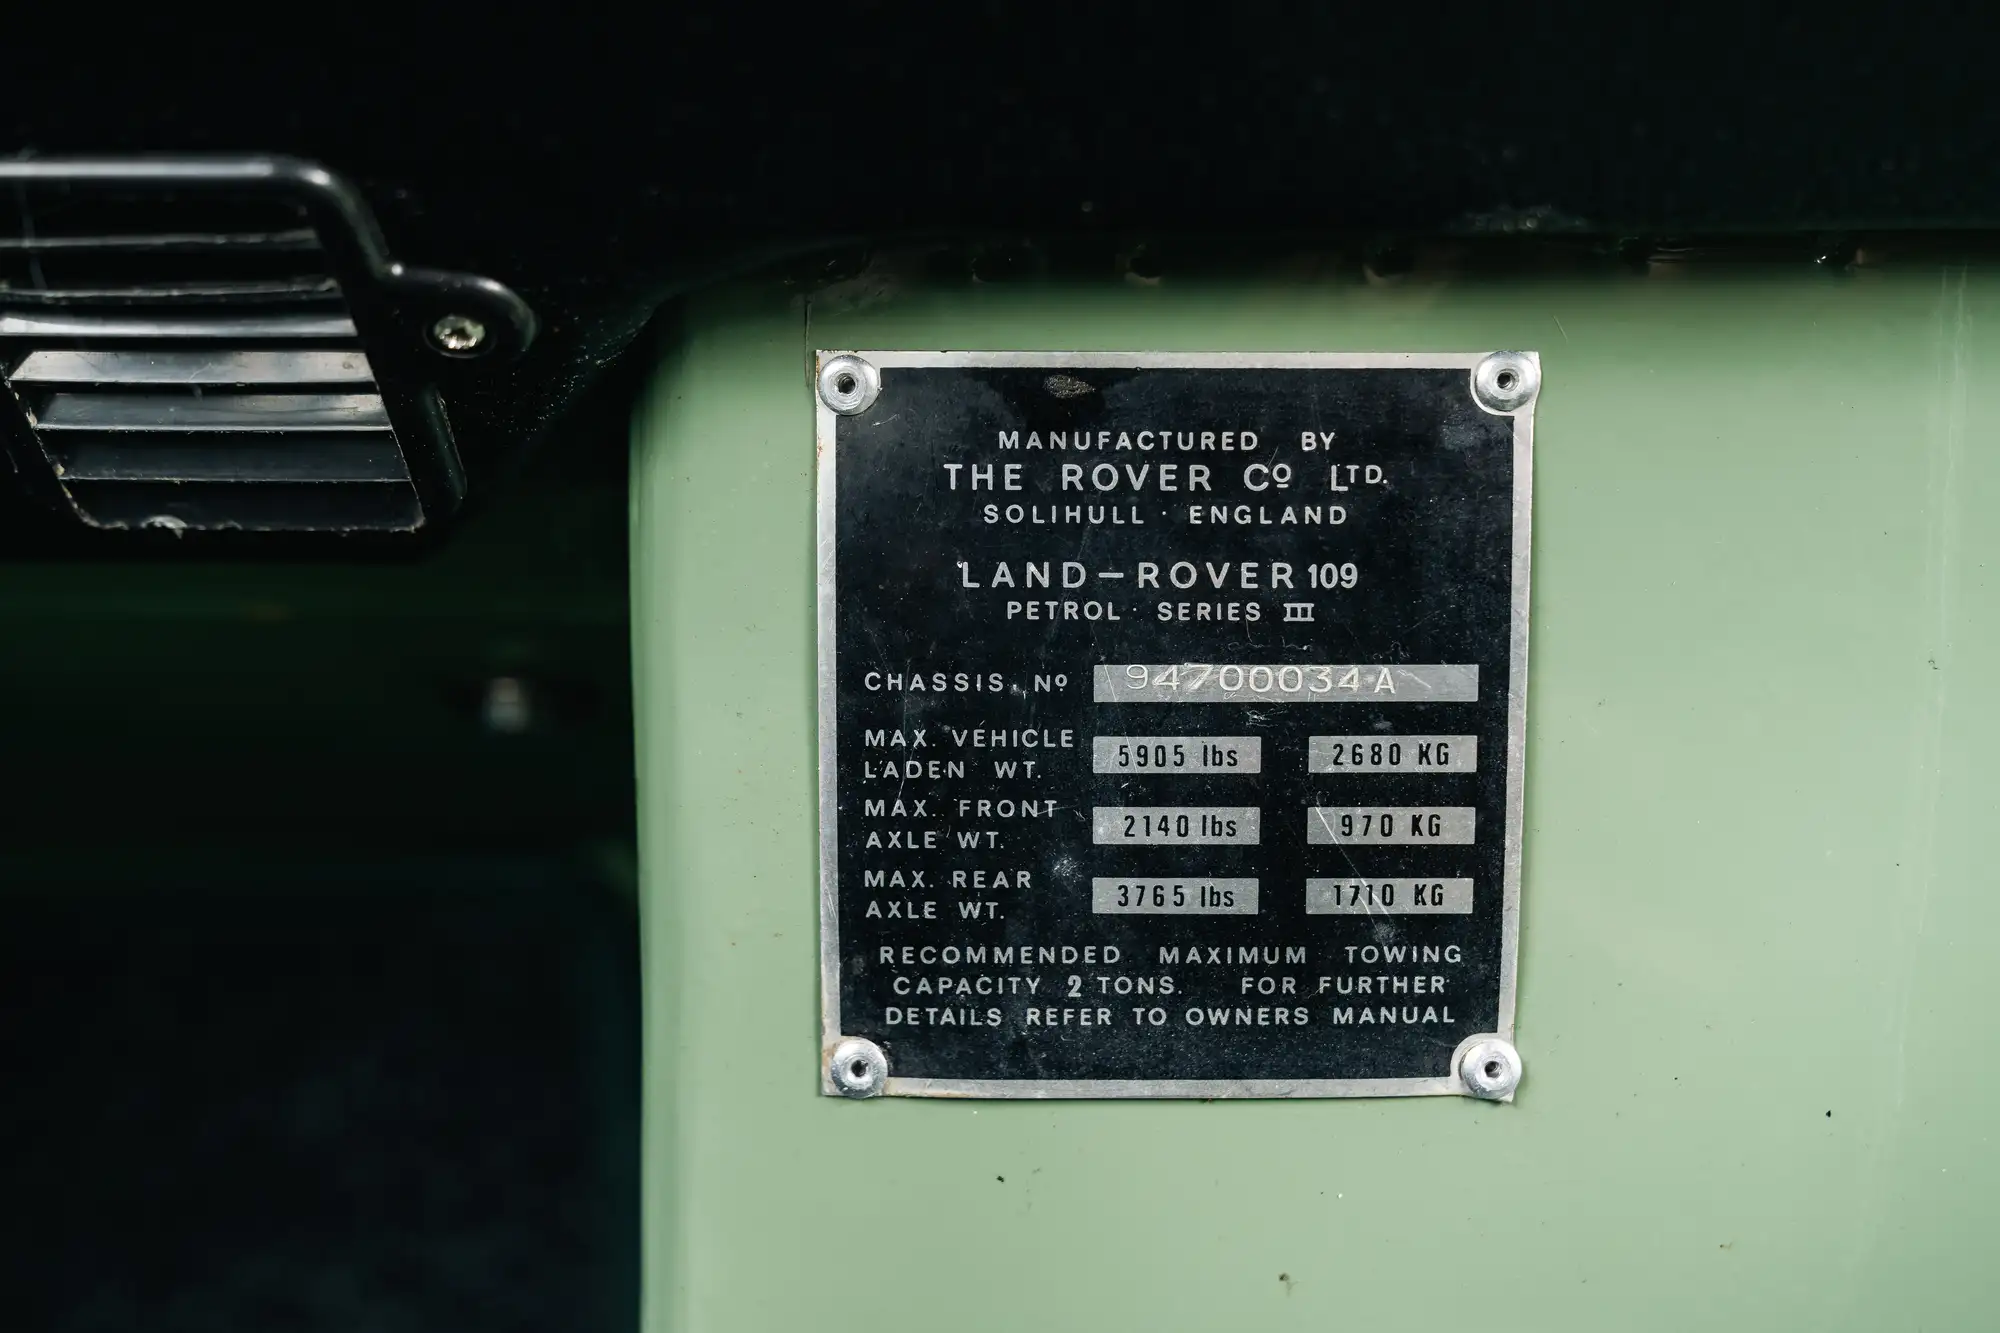 MANUFACTURED BY
THE ROVER Cº LTD.
SOLIHULL · ENGLAND
LAND-ROVER 109
PETROL · SERIES III
CHASSIS. Nº 94700034A
MAX. VEHICLE
LADEN WT. 5905 lbs 2680 KG
MAX. FRONT
AXLE WT. 2140 lbs 970 KG
MAX. REAR
AXLE WT. 3765 lbs 1710 KG
RECOMMENDED MAXIMUM TOWING
CAPACITY 2 TONS. FOR FURTHER
DETAILS REFER TO OWNERS MANUAL